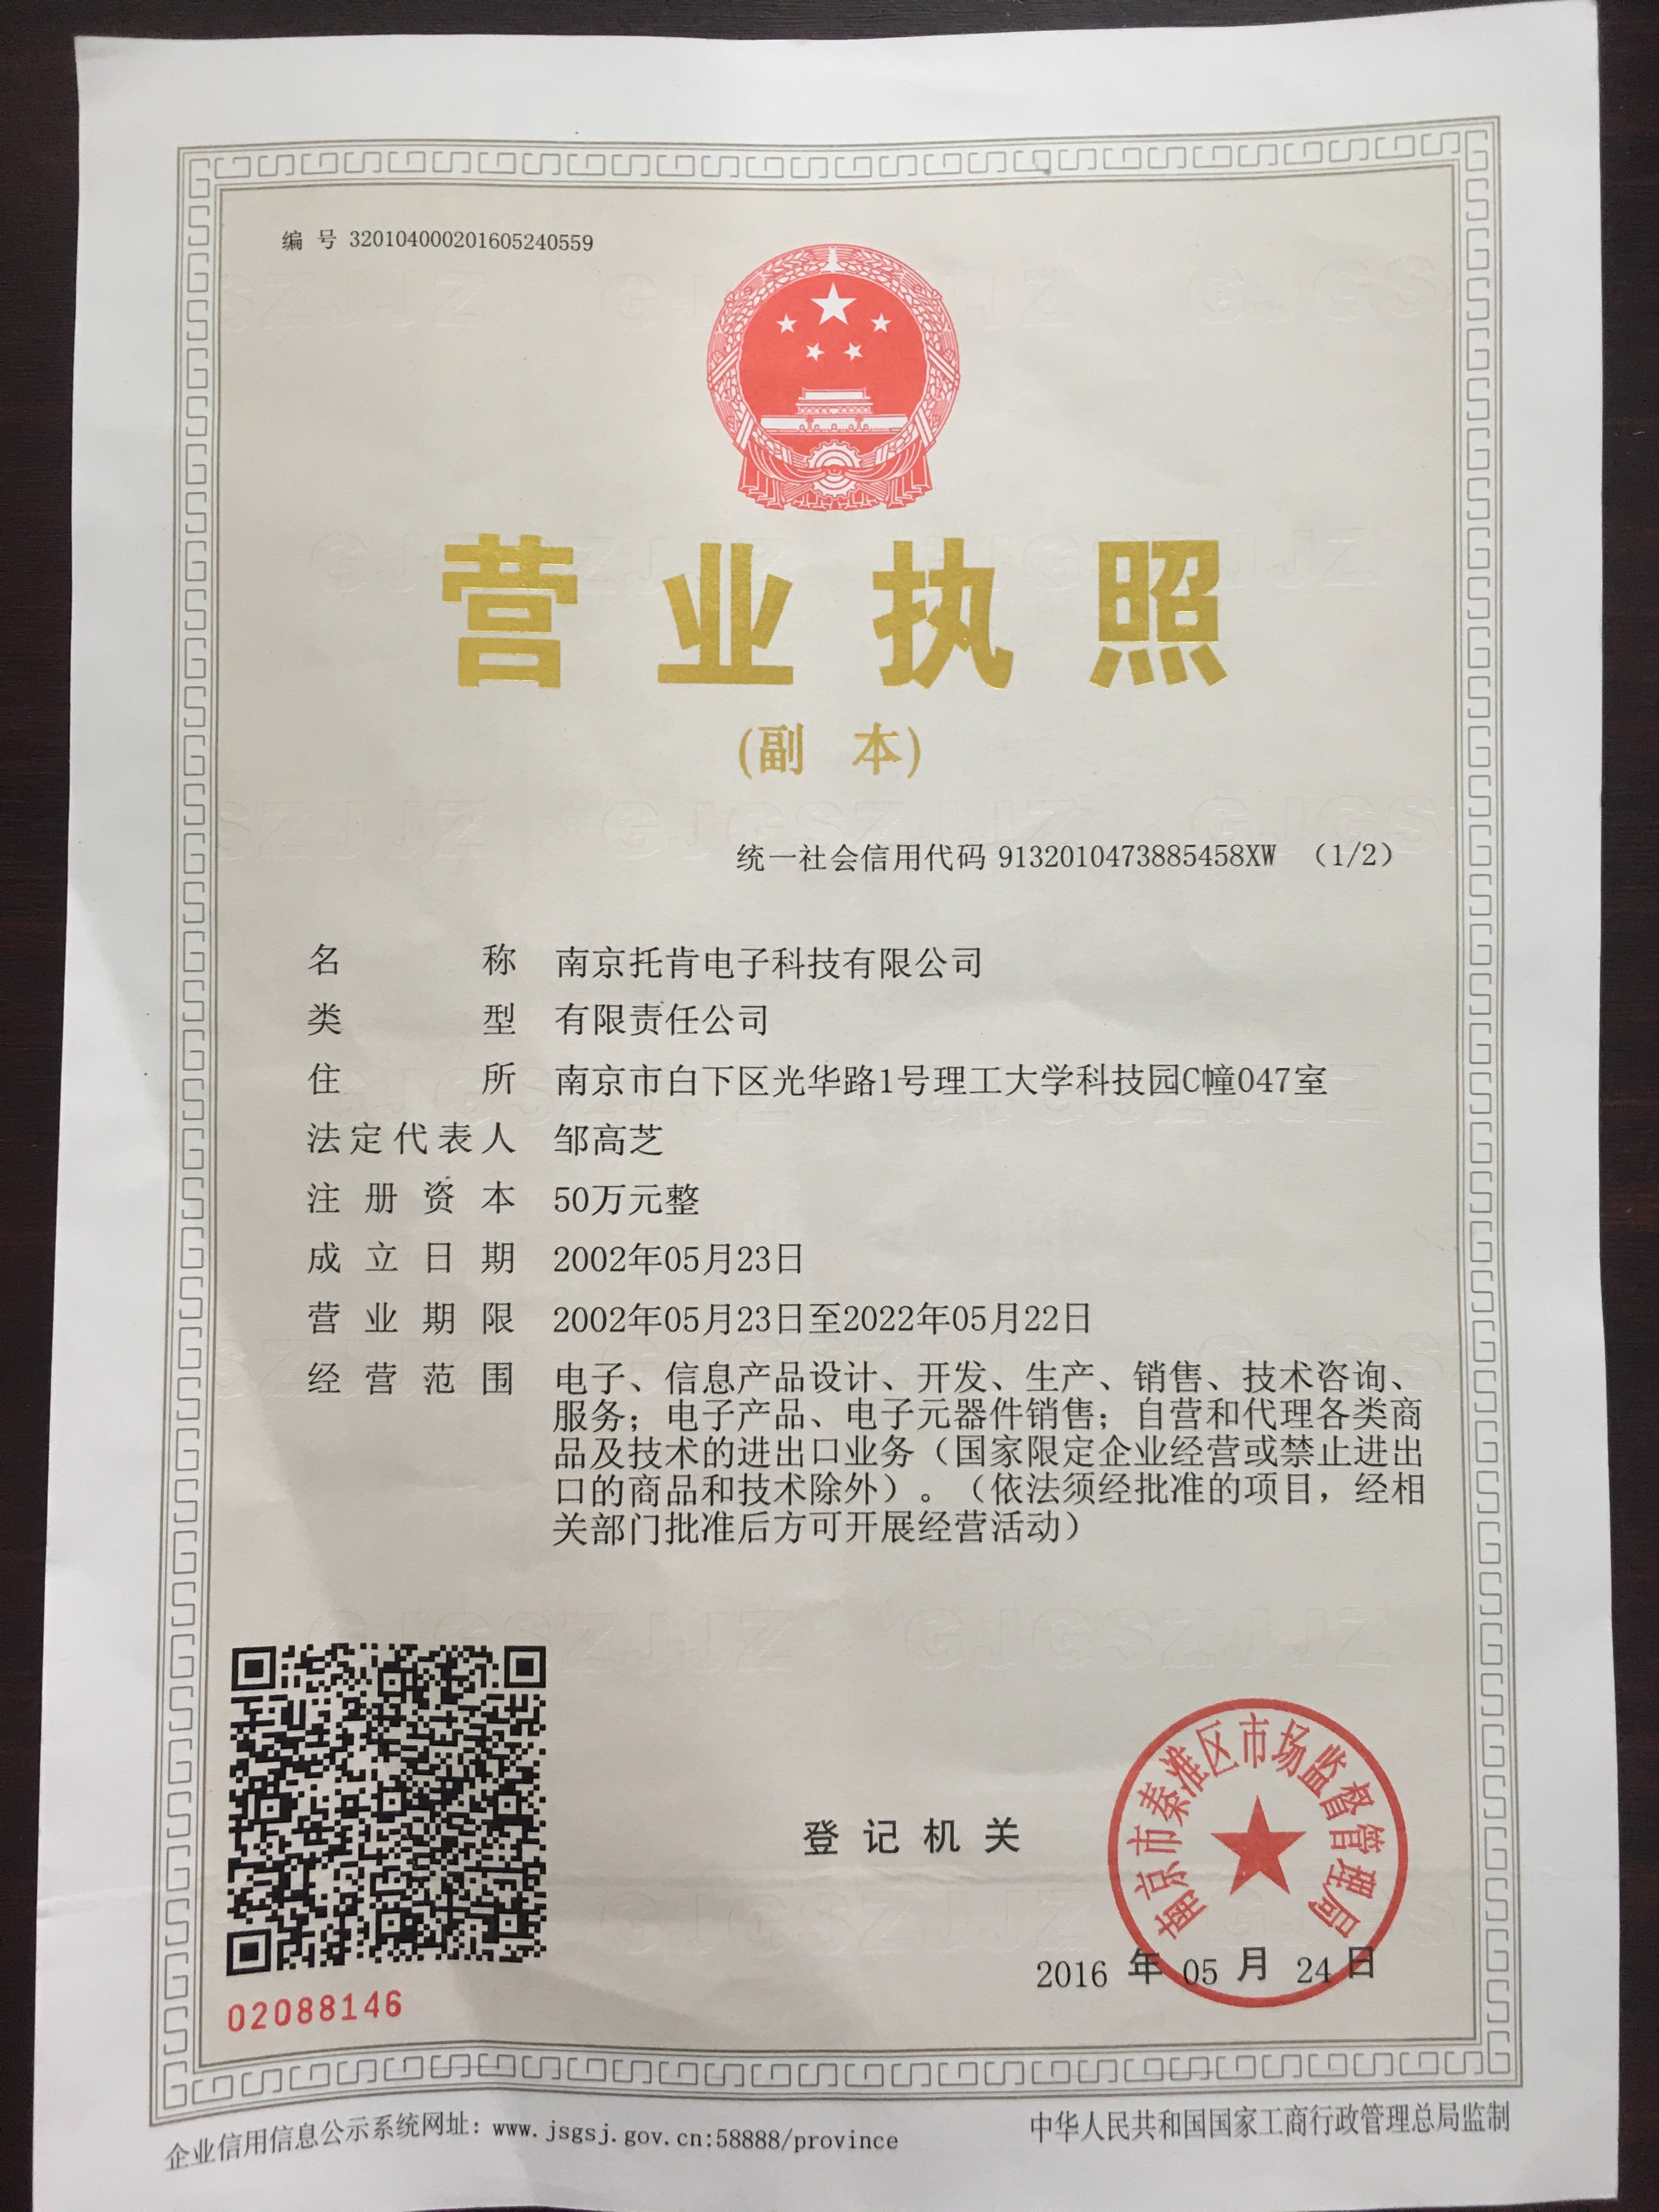 编 号 320104000201605240559
营业执照
(副 本)
统一社会信用代码 9132010473885458XW （1/2）
名 称 南京托肯电子科技有限公司
类 型 有限责任公司
住 所 南京市白下区光华路1号理工大学科技园C幢047室
法定代表人 邹高芝
注册资本 50万元整
成立日期 2002年05月23日
营业期限 2002年05月23日至2022年05月22日
经营范围 电子、信息产品设计、开发、生产、销售、技术咨询、
服务；电子产品、电子元器件销售；自营和代理各类商
品及技术的进出口业务（国家限定企业经营或禁止进出
口的商品和技术除外）。（依法须经批准的项目，经相
关部门批准后方可开展经营活动）
南京市秦淮区市场监督管理局
登记机关
2016 年 05 月 24 日
02088146
企业信用信息公示系统网址：www.jsgsj.gov.cn:58888/province
中华人民共和国国家工商行政管理总局监制